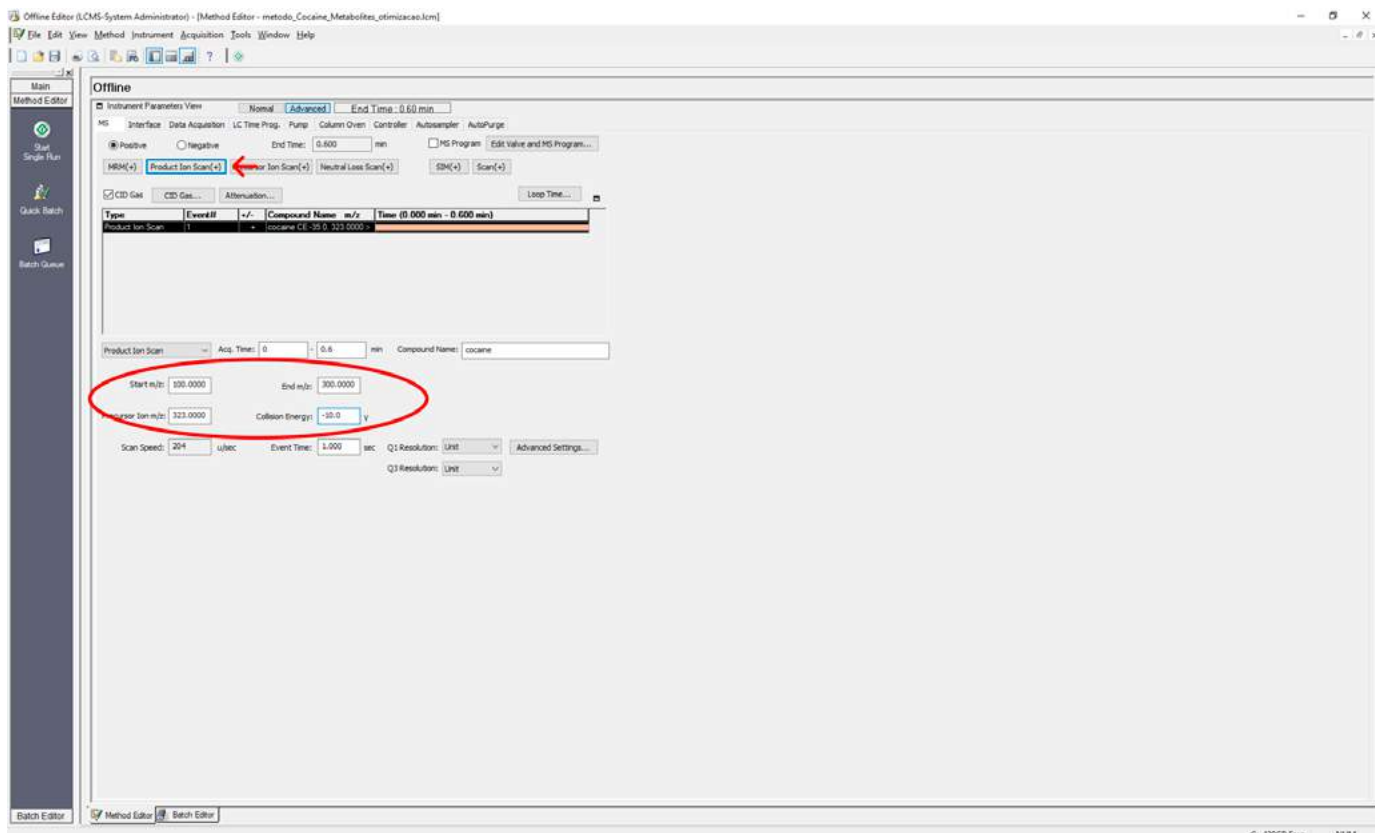 Offline Editor (LCMS-System Administrator) - [Method Editor - metodo_Cocaine_Metabolites_otimizacao.lcm]
File Edit View Method Instrument Acquisition Tools Window Help
Main
Method Editor
Start
Single Run
Quick Batch
Batch Queue
Batch Editor
Offline
Instrument Parameters View Normal Advanced End Time : 0.60 min
MS Interface Data Acquisition LC Time Prog. Pump Column Oven Controller Autosampler AutoPurge
Positive Negative End Time: 0.600 min MS Program Edit Valve and MS Program...
MRM(+) Product Ion Scan(+) Ion Scan(+) Neutral Loss Scan(+) SIM(+) Scan(+)
CID Gas CID Gas... Attenuation... Loop Time...
Type Event# +/- Compound Name m/z Time (0.000 min - 0.600 min)
Product Ion Scan 1 + cocaine CE -35.0, 323.0000 >
Product Ion Scan Acq. Time: 0 - 0.6 min Compound Name: cocaine
Start m/z: 100.0000 End m/z: 300.0000
Precursor Ion m/z: 323.0000 Collision Energy: -10.0 V
Scan Speed: 204 u/sec Event Time: 1.000 sec Q1 Resolution: Unit Advanced Settings...
Q3 Resolution: Unit
Method Editor Batch Editor